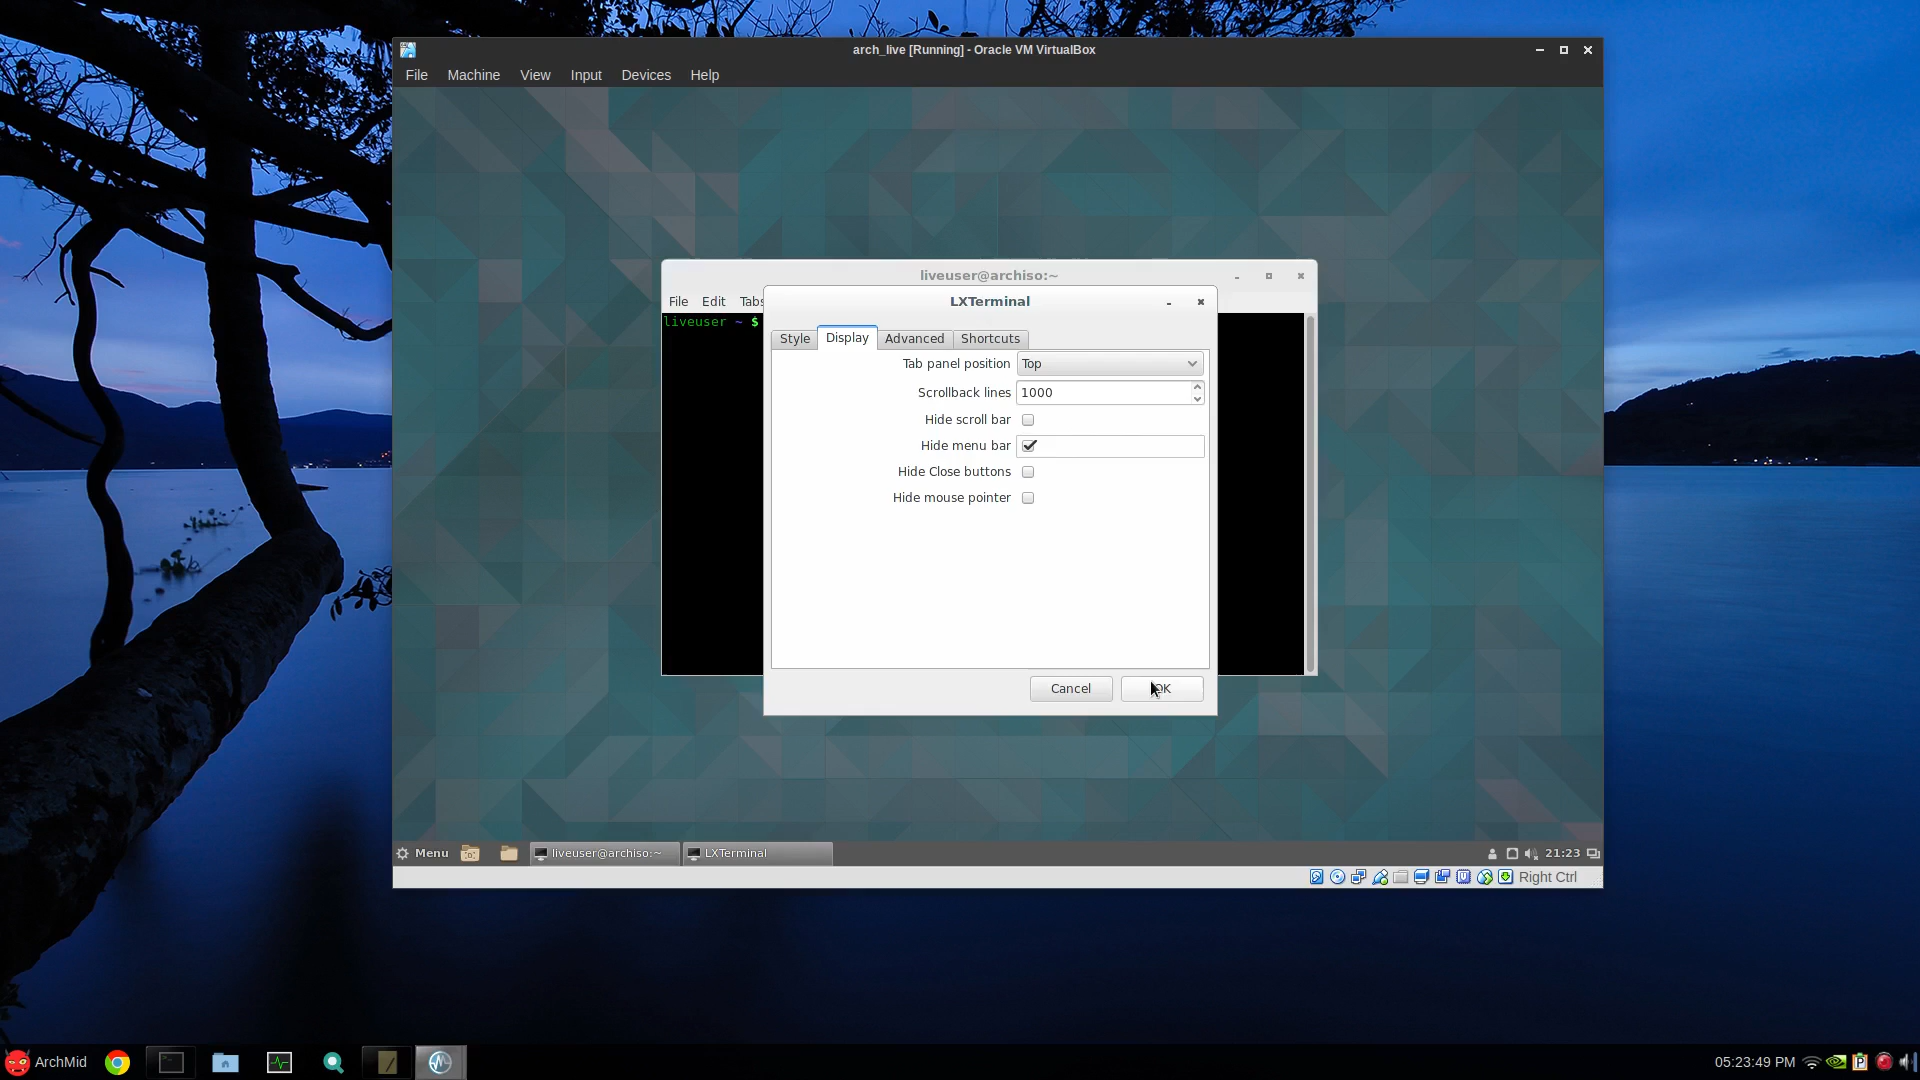 arch_live [Running] - Oracle VM VirtualBox
File Machine View Input Devices Help
liveuser@archiso:~
File Edit Tabs
LXTerminal
liveuser ~ $
Style Display Advanced Shortcuts
Tab panel position Top
Scrollback lines 1000
Hide scroll bar
Hide menu bar
Hide Close buttons
Hide mouse pointer
Cancel OK
Menu liveuser@archiso:~ LXTerminal 21:23
Right Ctrl
ArchMid 05:23:49 PM